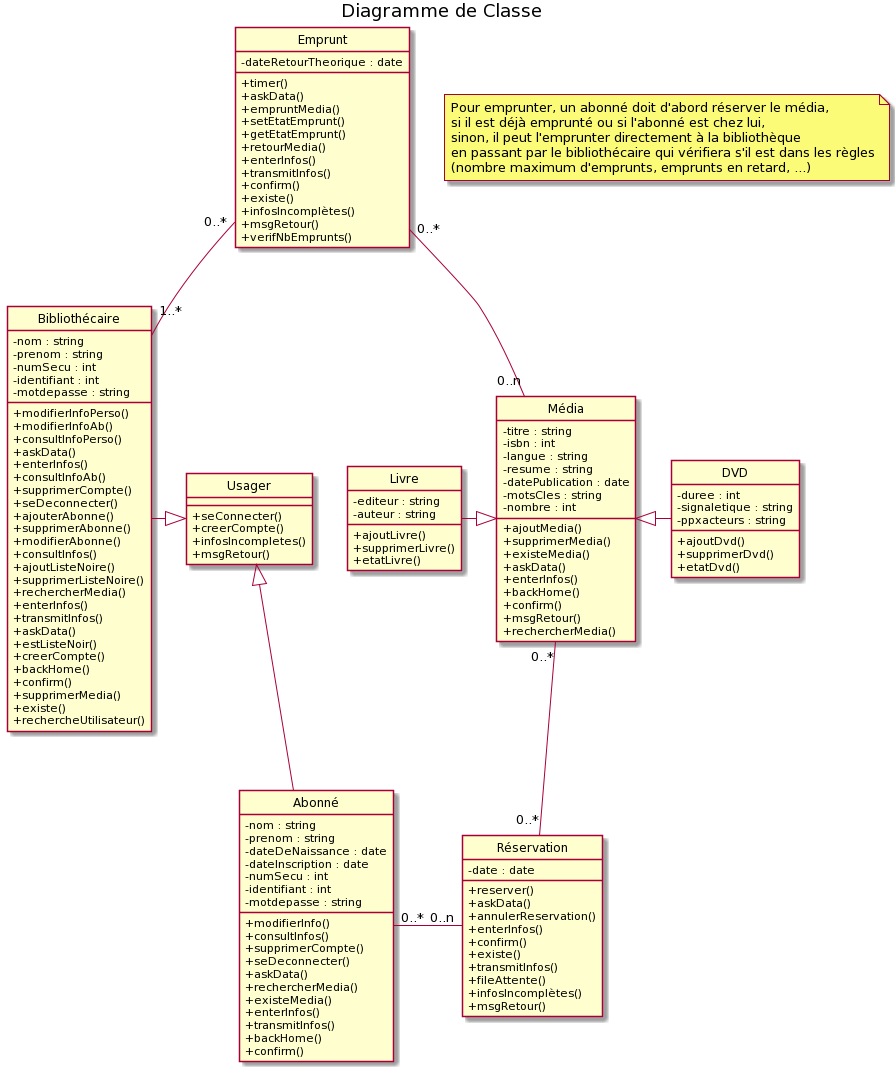 Diagramme de Classe
Emprunt
-dateRetourTheorique : date
+timer()
+askData()
+empruntMedia()
+setEtatEmprunt()
+getEtatEmprunt()
+retourMedia()
+enterInfos()
+transmitInfos()
+confirm()
+existe()
+infosIncomplètes()
+msgRetour()
+verifNbEmprunts()
Pour emprunter, un abonné doit d'abord réserver le média,
si il est déjà emprunté ou si l'abonné est chez lui,
sinon, il peut l'emprunter directement à la bibliothèque
en passant par le bibliothécaire qui vérifiera s'il est dans les règles
(nombre maximum d'emprunts, emprunts en retard, ...)
0..*
0..*
1..*
0..n
Bibliothécaire
-nom : string
-prenom : string
-numSecu : int
-identifiant : int
-motdepasse : string
+modifierInfoPerso()
+modifierInfoAb()
+consultInfoPerso()
+askData()
+enterInfos()
+consultInfoAb()
+supprimerCompte()
+seDeconnecter()
+ajouterAbonne()
+supprimerAbonne()
+modifierAbonne()
+consultInfos()
+ajoutListeNoire()
+supprimerListeNoire()
+rechercherMedia()
+enterInfos()
+transmitInfos()
+askData()
+estListeNoir()
+creerCompte()
+backHome()
+confirm()
+supprimerMedia()
+existe()
+rechercheUtilisateur()
Usager
+seConnecter()
+creerCompte()
+infosIncompletes()
+msgRetour()
Livre
-editeur : string
-auteur : string
+ajoutLivre()
+supprimerLivre()
+etatLivre()
Média
-titre : string
-isbn : int
-langue : string
-resume : string
-datePublication : date
-motsCles : string
-nombre : int
+ajoutMedia()
+supprimerMedia()
+existeMedia()
+askData()
+enterInfos()
+backHome()
+confirm()
+msgRetour()
+rechercherMedia()
DVD
-duree : int
-signaletique : string
-ppxacteurs : string
+ajoutDvd()
+supprimerDvd()
+etatDvd()
0..*
0..*
Abonné
-nom : string
-prenom : string
-dateDeNaissance : date
-dateInscription : date
-numSecu : int
-identifiant : int
-motdepasse : string
+modifierInfo()
+consultInfos()
+supprimerCompte()
+seDeconnecter()
+askData()
+rechercherMedia()
+existeMedia()
+enterInfos()
+transmitInfos()
+backHome()
+confirm()
0..* 0..n
Réservation
-date : date
+reserver()
+askData()
+annulerReservation()
+enterInfos()
+confirm()
+existe()
+transmitInfos()
+fileAttente()
+infosIncomplètes()
+msgRetour()